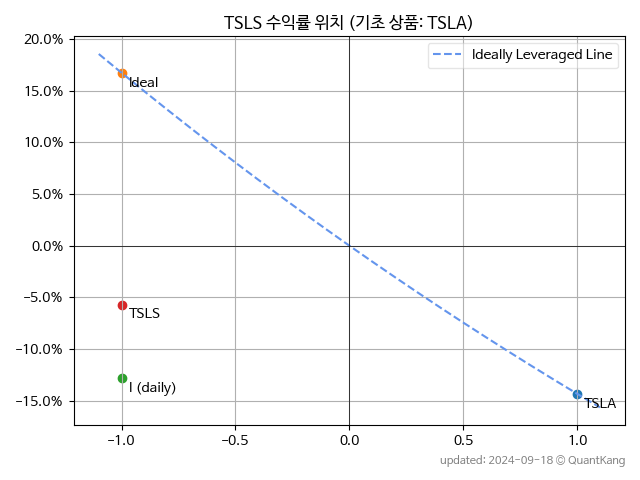 TSLS 수익률 위치 (기초 상품: TSLA)
20.0%
15.0%
10.0%
5.0%
0.0%
−5.0%
−10.0%
−15.0%
Ideally Leveraged Line
Ideal
TSLS
I (daily)
TSLA
−1.0
−0.5
0.0
0.5
1.0
updated: 2024-09-18 © QuantKang